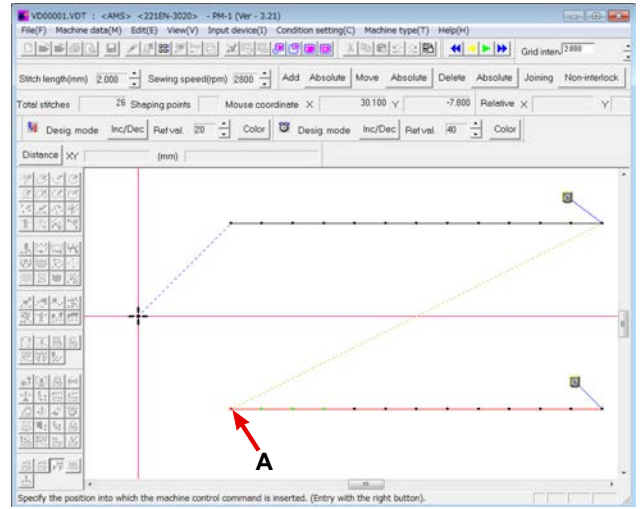 VD00001.VDT : <AMS> <221EN-3020> - PM-1 (Ver - 3.21)
File(F) Machine data(M) Edit(E) View(V) Input device(I) Condition setting(C) Machine type(T) Help(H)
Grid interv 2.000
Stitch length(mm) 2.000 Sewing speed(rpm) 2800 Add Absolute Move Absolute Delete Absolute Joining Non-interlock
Total stitches 26 Shaping points Mouse coordinate X 30.100 Y -7.800 Relative X Y
Desig. mode Inc/Dec Ref val. 20 Color Desig. mode Inc/Dec Ref val. 40 Color
Distance XY (mm)
A
Specify the position into which the machine control command is inserted. (Entry with the right button).